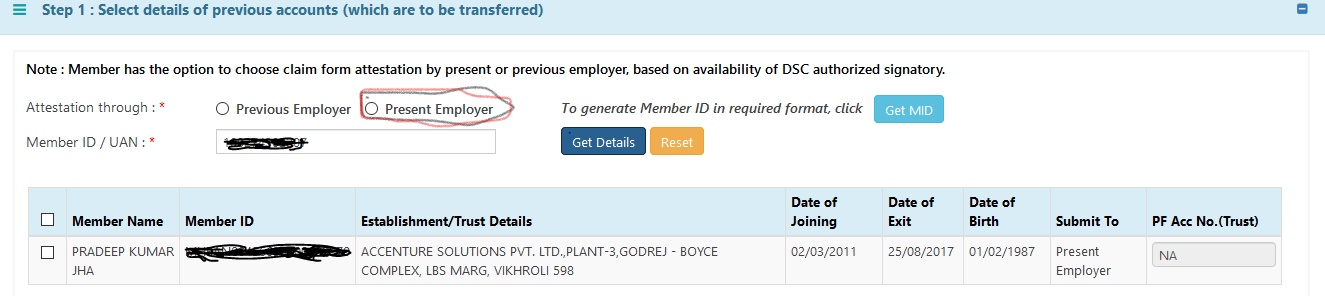 Step 1 : Select details of previous accounts (which are to be transferred)
Note : Member has the option to choose claim form attestation by present or previous employer, based on availability of DSC authorized signatory.
Attestation through : * Previous Employer Present Employer To generate Member ID in required format, click Get MID
Member ID / UAN : * Get Details Reset
Member Name Member ID Establishment/Trust Details Date of Joining Date of Exit Date of Birth Submit To PF Acc No.(Trust)
PRADEEP KUMAR ACCENTURE SOLUTIONS PVT. LTD.,PLANT-3,GODREJ - BOYCE 02/03/2011 25/08/2017 01/02/1987 Present NA
JHA COMPLEX, LBS MARG, VIKHROLI 598 Employer